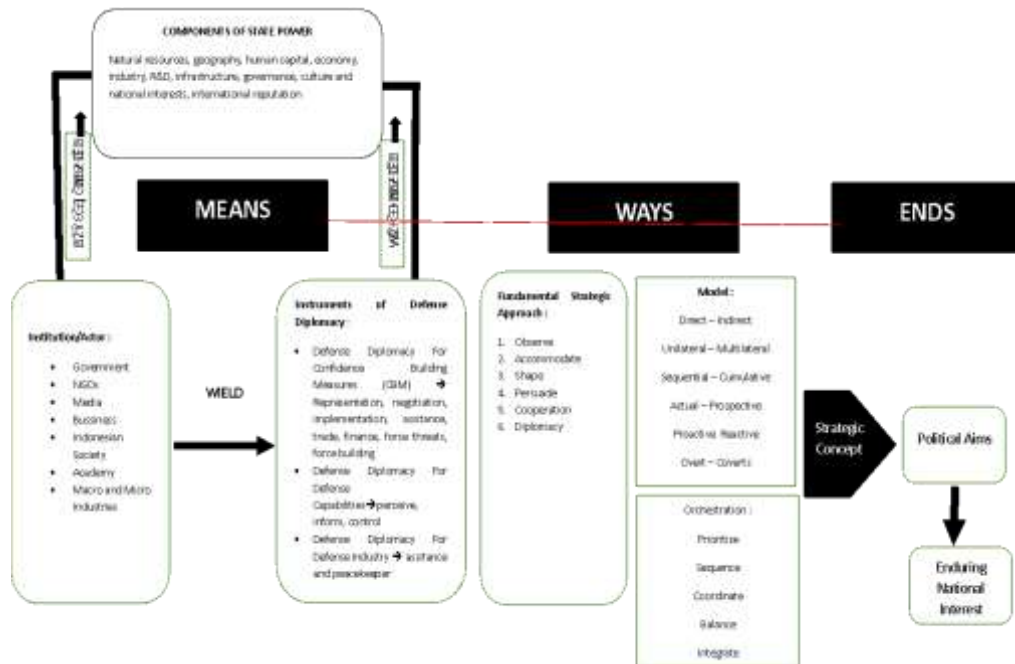 COMPONENTS OF STATE POWER
Natural resources, geography, human capital, economy,
industry, R&D, infrastructure, governance, culture and
national interests, international reputation
MEANS
WAYS
ENDS
Institution/Actor :
• Government
• NGOs
• Media
• Bussiness
• Indonesian
Society
• Academy
• Macro and Micro
Industries
WIELD
Instruments of Defense
Diplomacy
• Defense Diplomacy For
Confidence Building
Measures (CBM) →
Representation, negitiation,
implementation, assistance,
trade, finance, force threats,
force building
• Defense Diplomacy For
Defense
Capabilities→perceive,
inform, control
• Defense Diplomacy For
Defense Industry → assitance
and peacekeeper
Fundamental Strategic
Approach :
1. Observe
2. Accommodate
3. Shape
4. Persuade
5. Cooperation
6. Diplomacy
Model :
Direct – Indirect
Unilateral – Multilateral
Sequential – Cumulative
Actual – Prospective
Proactive Reactive
Overt – Coverts
Orchestration :
Prioritise
Sequence
Coordinate
Balance
Integrate
Strategic
Concept
Political Aims
Enduring
National
Interest